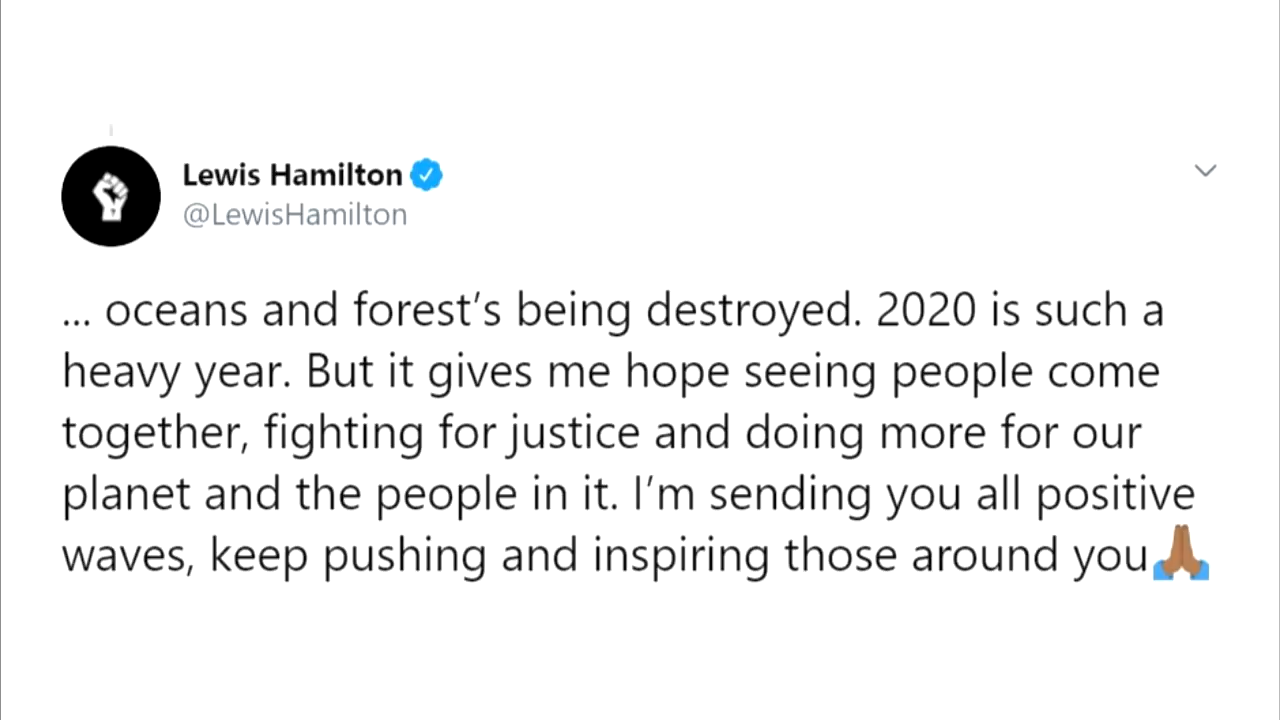 Lewis Hamilton
@LewisHamilton
... oceans and forest’s being destroyed. 2020 is such a
heavy year. But it gives me hope seeing people come
together, fighting for justice and doing more for our
planet and the people in it. I’m sending you all positive
waves, keep pushing and inspiring those around you🙏🏾